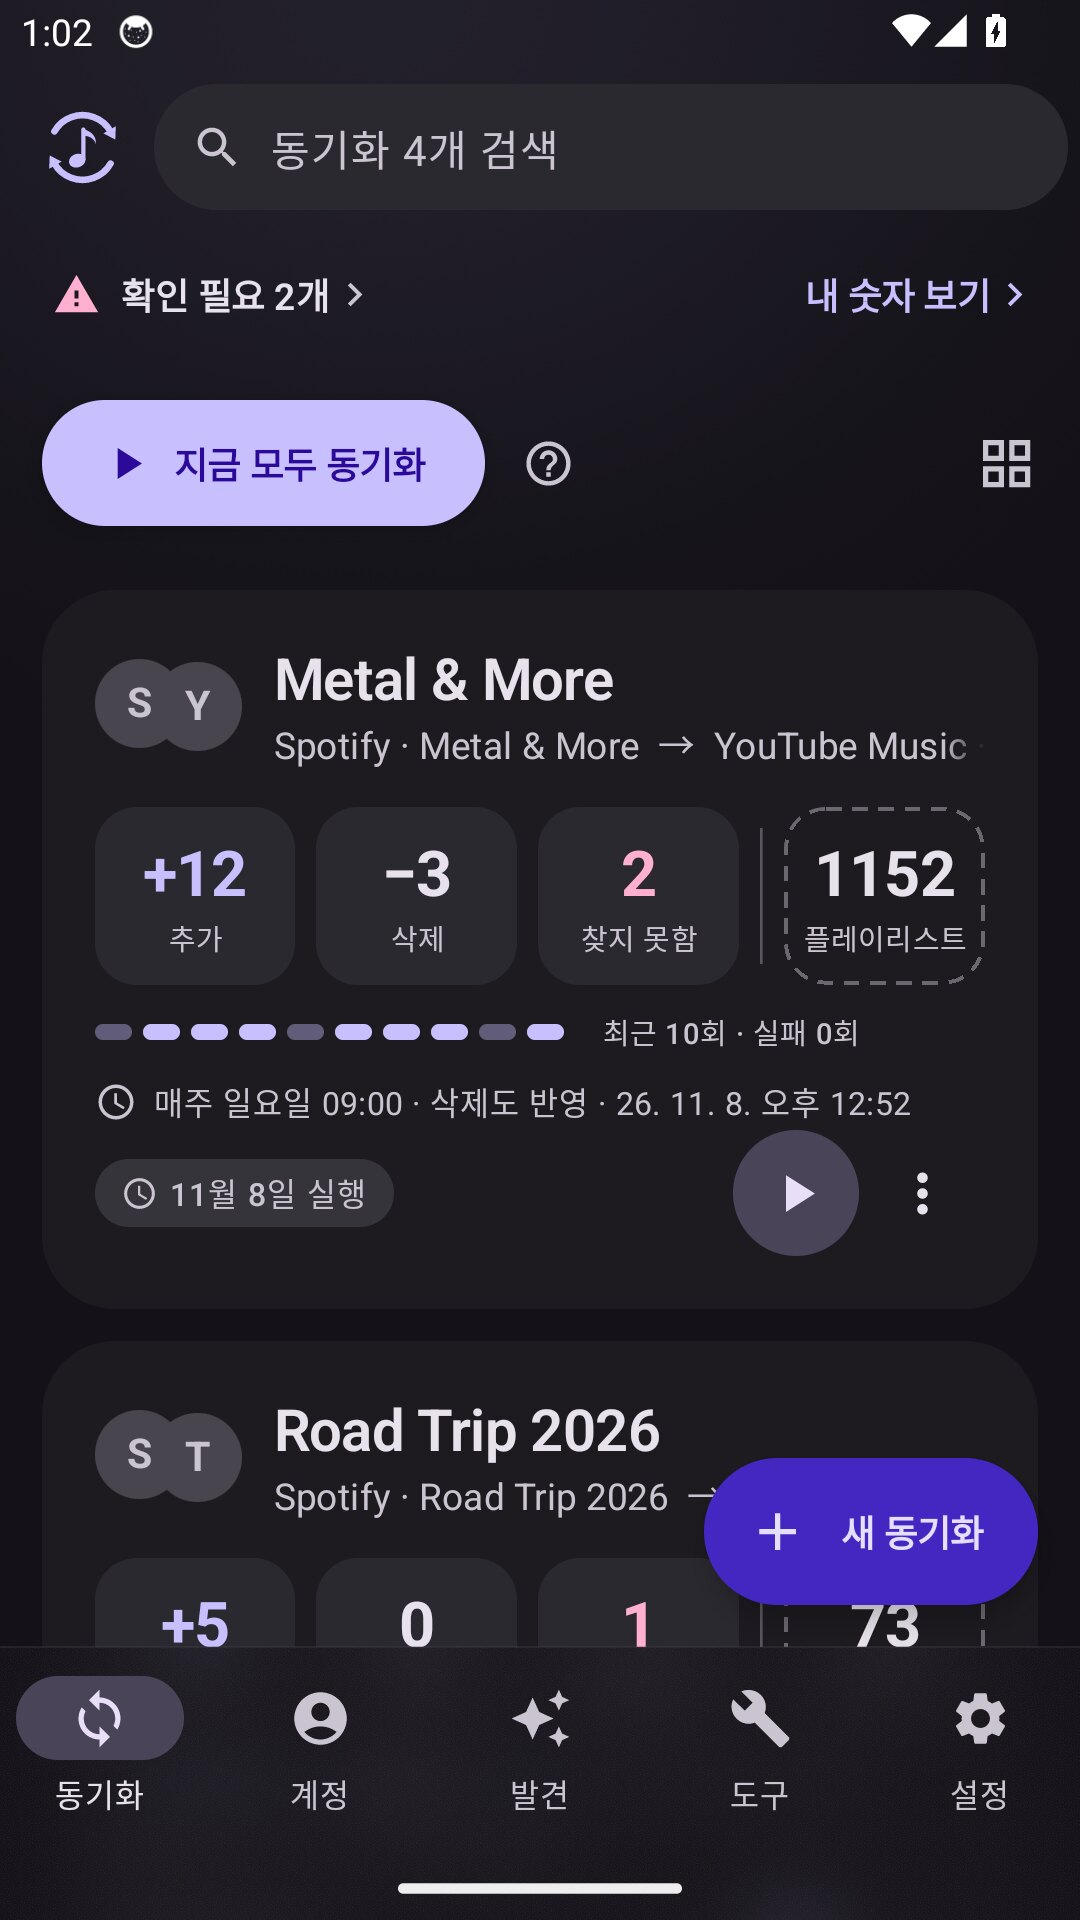 1:02
동기화 4개 검색
확인 필요 2개
내 숫자 보기
지금 모두 동기화
S Y
Metal & More
Spotify · Metal & More → YouTube Music
+12
추가
−3
삭제
2
찾지 못함
1152
플레이리스트
최근 10회 · 실패 0회
매주 일요일 09:00 · 삭제도 반영 · 26. 11. 8. 오후 12:52
11월 8일 실행
S T
Road Trip 2026
Spotify · Road Trip 2026 →
새 동기화
+5
0
1
73
동기화
계정
발견
도구
설정